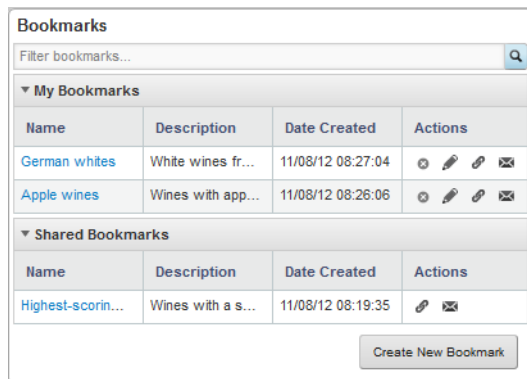 Bookmarks
Filter bookmarks...
My Bookmarks
Name Description Date Created Actions
German whites White wines fr... 11/08/12 08:27:04
Apple wines Wines with app... 11/08/12 08:26:06
Shared Bookmarks
Name Description Date Created Actions
Highest-scorin... Wines with a s... 11/08/12 08:19:35
Create New Bookmark